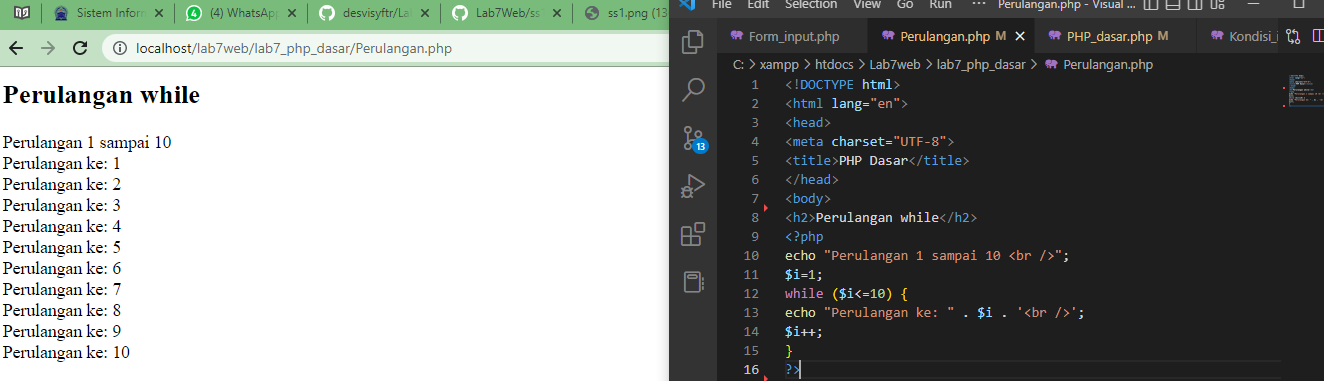 Sistem Inform
(4) WhatsApp
desvisyftr/La
Lab7Web/ss
ss1.png (13
localhost/lab7web/lab7_php_dasar/Perulangan.php
Perulangan while
Perulangan 1 sampai 10
Perulangan ke: 1
Perulangan ke: 2
Perulangan ke: 3
Perulangan ke: 4
Perulangan ke: 5
Perulangan ke: 6
Perulangan ke: 7
Perulangan ke: 8
Perulangan ke: 9
Perulangan ke: 10
File Edit Selection View Go Run ··· Perulangan.php - Visual ...
Form_input.php
Perulangan.php M
PHP_dasar.php M
Kondisi_i
C: > xampp > htdocs > Lab7web > lab7_php_dasar > Perulangan.php
13
1 <!DOCTYPE html>
2 <html lang="en">
3 <head>
4 <meta charset="UTF-8">
5 <title>PHP Dasar</title>
6 </head>
7 <body>
8 <h2>Perulangan while</h2>
9 <?php
10 echo "Perulangan 1 sampai 10 <br />";
11 $i=1;
12 while ($i<=10) {
13 echo "Perulangan ke: " . $i . '<br />';
14 $i++;
15 }
16 ?>